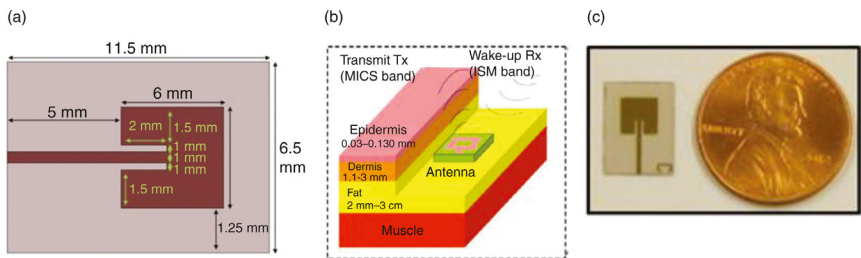 (a)
11.5 mm
6 mm
5 mm
2 mm
1.5 mm
1 mm
1 mm
1 mm
1.5 mm
6.5
mm
1.25 mm
(b)
Transmit Tx
(MICS band)
Wake-up Rx
(ISM band)
Epidermis
0.03–0.130 mm
Dermis
1.1-3 mm
Antenna
Fat
2 mm–3 cm
Muscle
(c)
LIBERTY